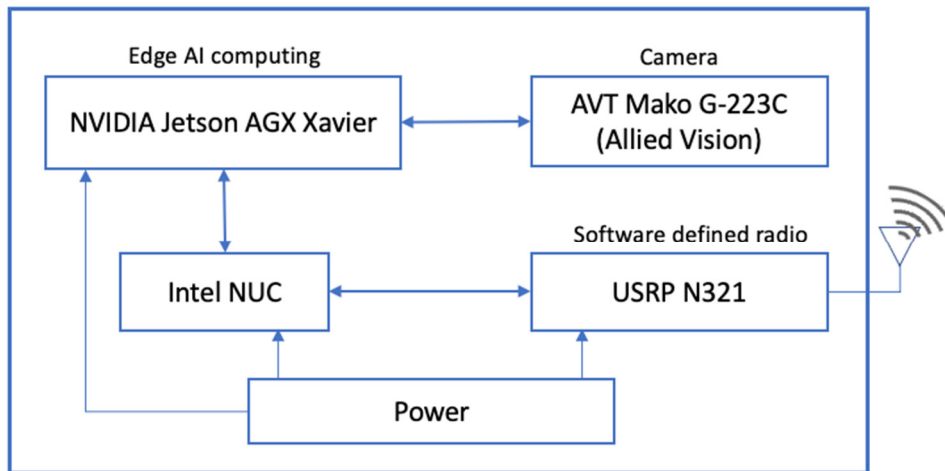 Edge AI computing
Camera
NVIDIA Jetson AGX Xavier
AVT Mako G-223C
(Allied Vision)
Software defined radio
Intel NUC
USRP N321
Power